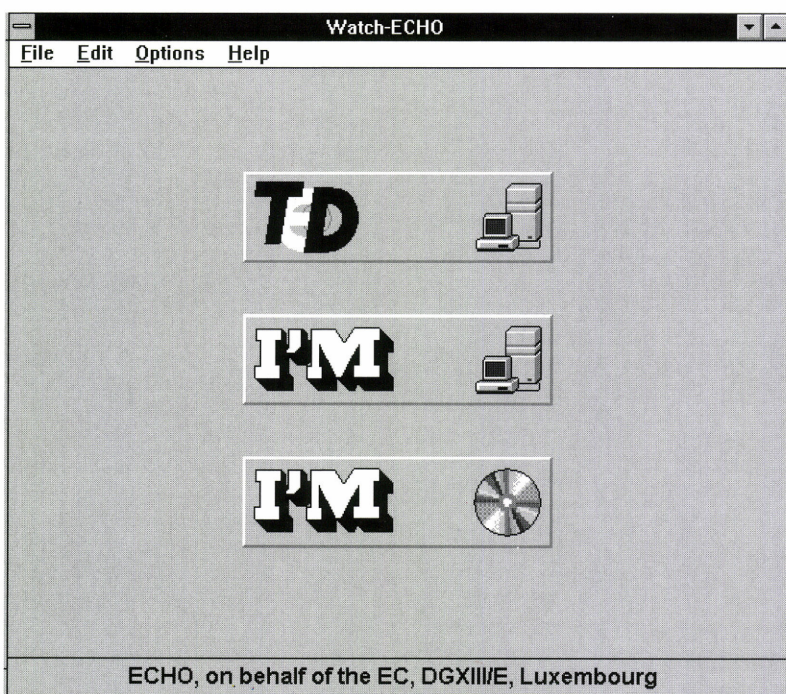 Watch-ECHO
File Edit Options Help
TED
I'M
I'M
ECHO, on behalf of the EC, DGXIII/E, Luxembourg